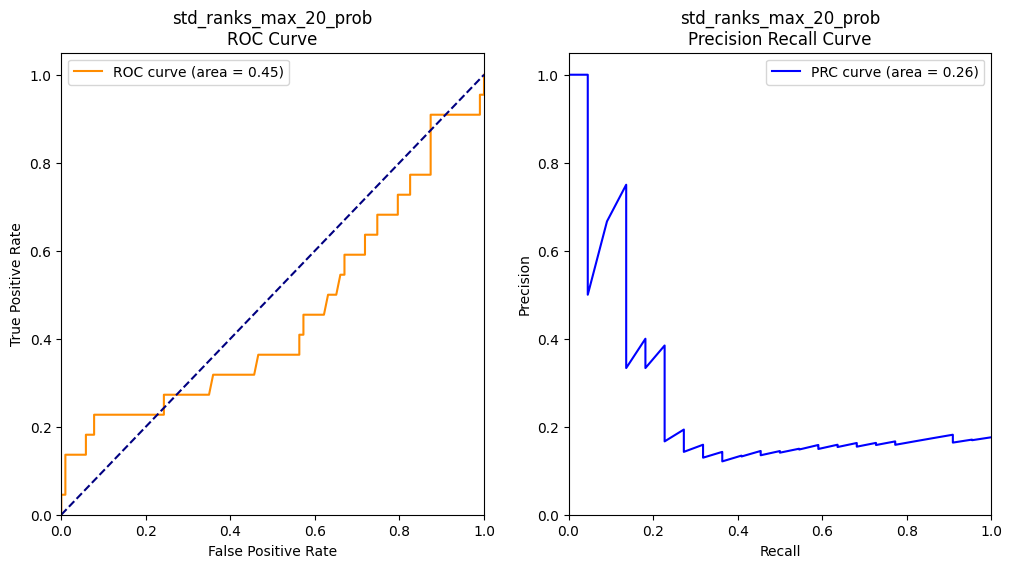 std_ranks_max_20_prob
ROC Curve
ROC curve (area = 0.45)
1.0
0.8
0.6
0.4
0.2
0.0
True Positive Rate
0.0 0.2 0.4 0.6 0.8 1.0
False Positive Rate
std_ranks_max_20_prob
Precision Recall Curve
PRC curve (area = 0.26)
1.0
0.8
0.6
0.4
0.2
0.0
Precision
0.0 0.2 0.4 0.6 0.8 1.0
Recall